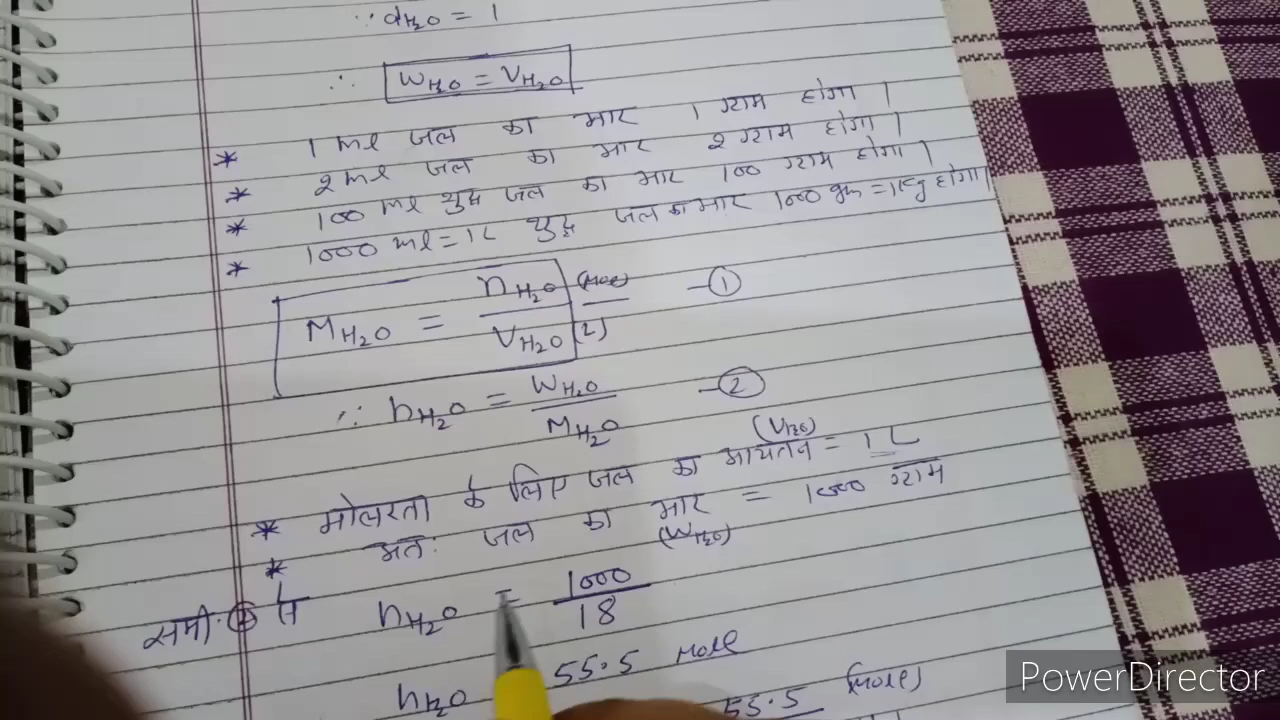 ∵ dH₂O = 1
∴ WH₂O = VH₂O
* 1 ml जल का भार 1 ग्राम होगा ।
* 2 ml जल का भार 2 ग्राम होगा ।
* 100 ml शुद्ध जल का भार 100 ग्राम होगा ।
* 1000 ml = 1L शुद्ध जल का भार 1000 gm = 1Kg होगा ।
MH₂O = nH₂O (Mole) / VH₂O (L) –①
∵ nH₂O = WH₂O / MH₂O –②
* मोलरता के लिए जल का आयतन (VH₂O) = 1 L
* अतः जल का भार (WH₂O) = 1000 ग्राम
समी. ② से nH₂O = 1000 / 18
nH₂O 55.5 Mole
55.5 (Mole)
PowerDirector